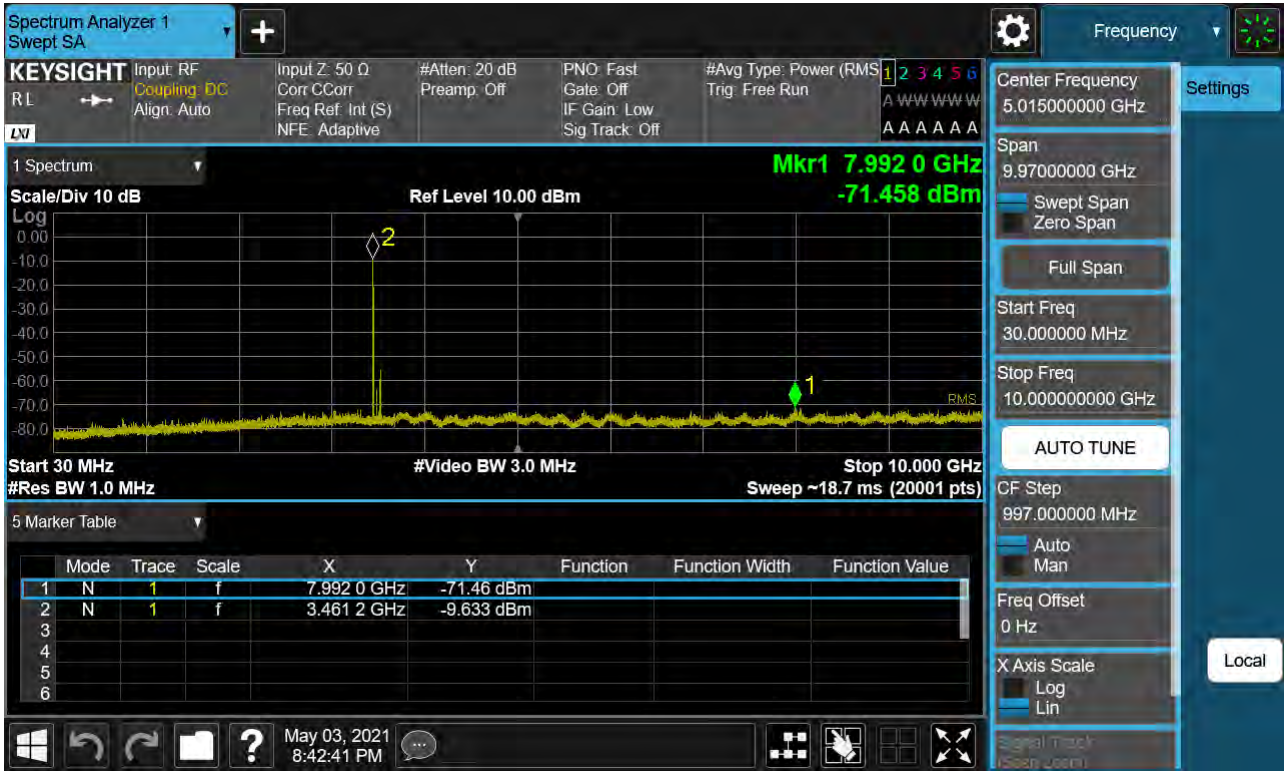 Spectrum Analyzer 1
Swept SA
+
Frequency
KEYSIGHT
RL
LXI
Input: RF
Coupling: DC
Align: Auto
Input Z: 50 Ω
Corr CCorr
Freq Ref: Int (S)
NFE: Adaptive
#Atten: 20 dB
Preamp: Off
PNO: Fast
Gate: Off
IF Gain: Low
Sig Track: Off
#Avg Type: Power (RMS
Trig: Free Run
1 2 3 4 5 6
A W W W W W
A A A A A A
1 Spectrum
Scale/Div 10 dB
Ref Level 10.00 dBm
Mkr1 7.992 0 GHz
-71.458 dBm
Log
0.00
-10.0
-20.0
-30.0
-40.0
-50.0
-60.0
-70.0
-80.0
2
1
RMS
Start 30 MHz
#Video BW 3.0 MHz
Stop 10.000 GHz
#Res BW 1.0 MHz
Sweep ~18.7 ms (20001 pts)
5 Marker Table
Mode Trace Scale X Y Function Function Width Function Value
1 N 1 f 7.992 0 GHz -71.46 dBm
2 N 1 f 3.461 2 GHz -9.633 dBm
3
4
5
6
May 03, 2021
8:42:41 PM
?
Center Frequency
5.015000000 GHz
Settings
Span
9.97000000 GHz
Swept Span
Zero Span
Full Span
Start Freq
30.000000 MHz
Stop Freq
10.000000000 GHz
AUTO TUNE
CF Step
997.000000 MHz
Auto
Man
Freq Offset
0 Hz
X Axis Scale
Log
Lin
Local
Signal Track
(Span Zoom)